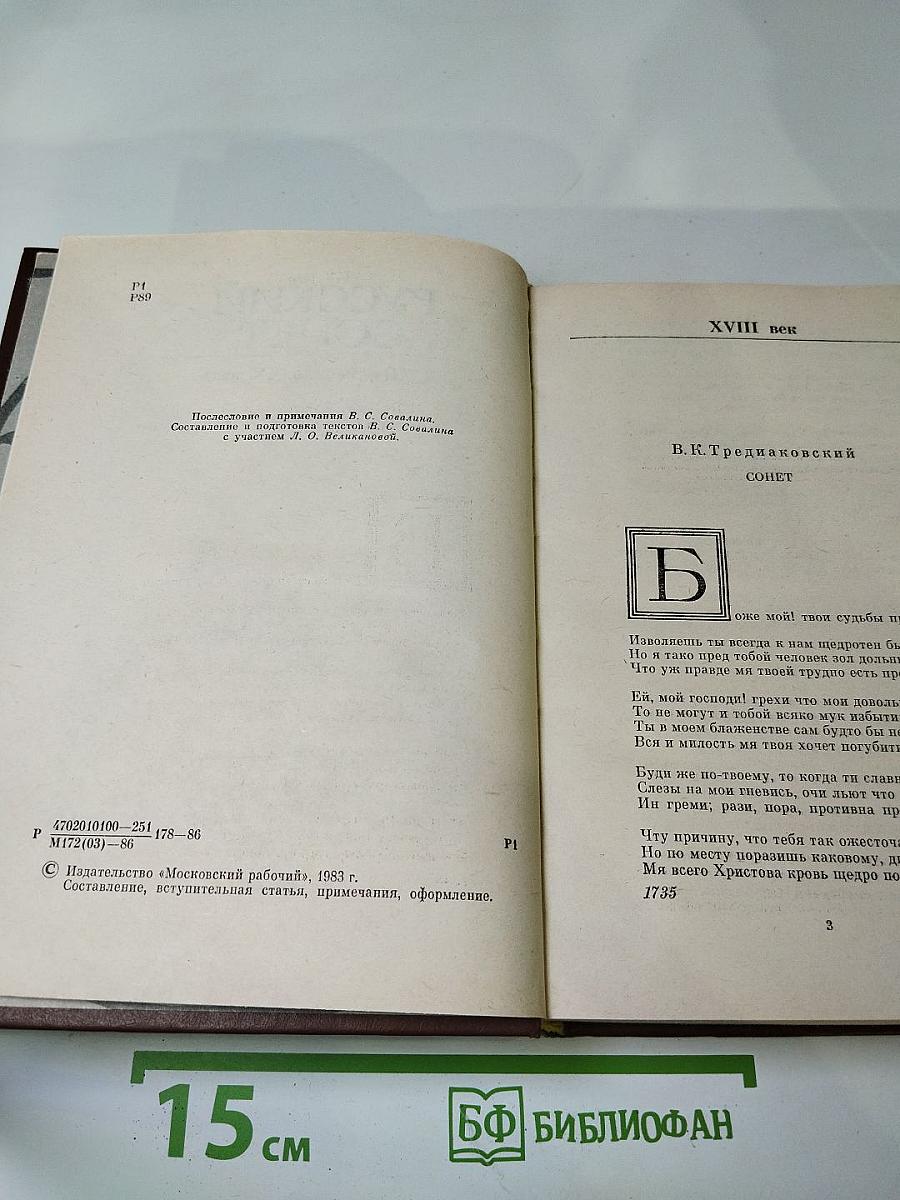 Р1
Р89
Послесловие и примечания В. С. Совалина.
Составление и подготовка текстов В. С. Совалина
с участием Л. О. Великановой.
Р 4702010100—251 178—86
М172(03)—86
Р1
© Издательство «Московский рабочий», 1983 г.
Составление, вступительная статья, примечания, оформление.
XVIII век
В. К. Тредиаковский
СОНЕТ
Боже мой! твои судьбы
Изволяешь ты всегда к нам щедротен
Но я тако пред тобой человек зол
Что уж правде мя твоей трудно есть
Ей, мой господи! грехи что мои
То не могут и тобой всяко мук
Ты в моем блаженстве сам будто бы
Вся и милость мя твоя хочет
Буди же по-твоему, то когда ти
Слезы на мои гневись, очи льют что
Ин греми; рази, пора, противна
Чту причину, что тебя так
Но по месту поразишь каковому,
Мя всего Христова кровь щедро
1735
3
15 см
БФ БИБЛИОФАН